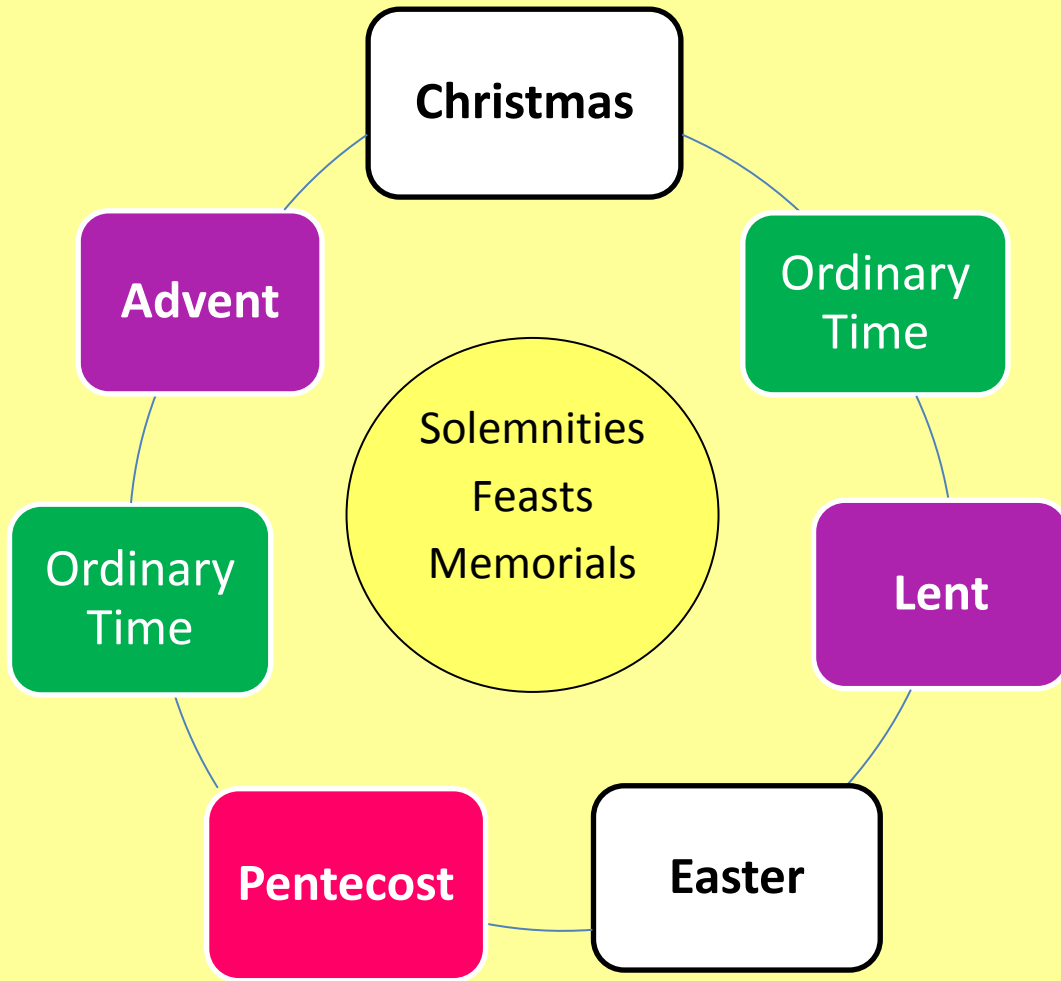 Christmas
Advent
Ordinary
Time
Solemnities
Feasts
Memorials
Ordinary
Time
Lent
Pentecost
Easter